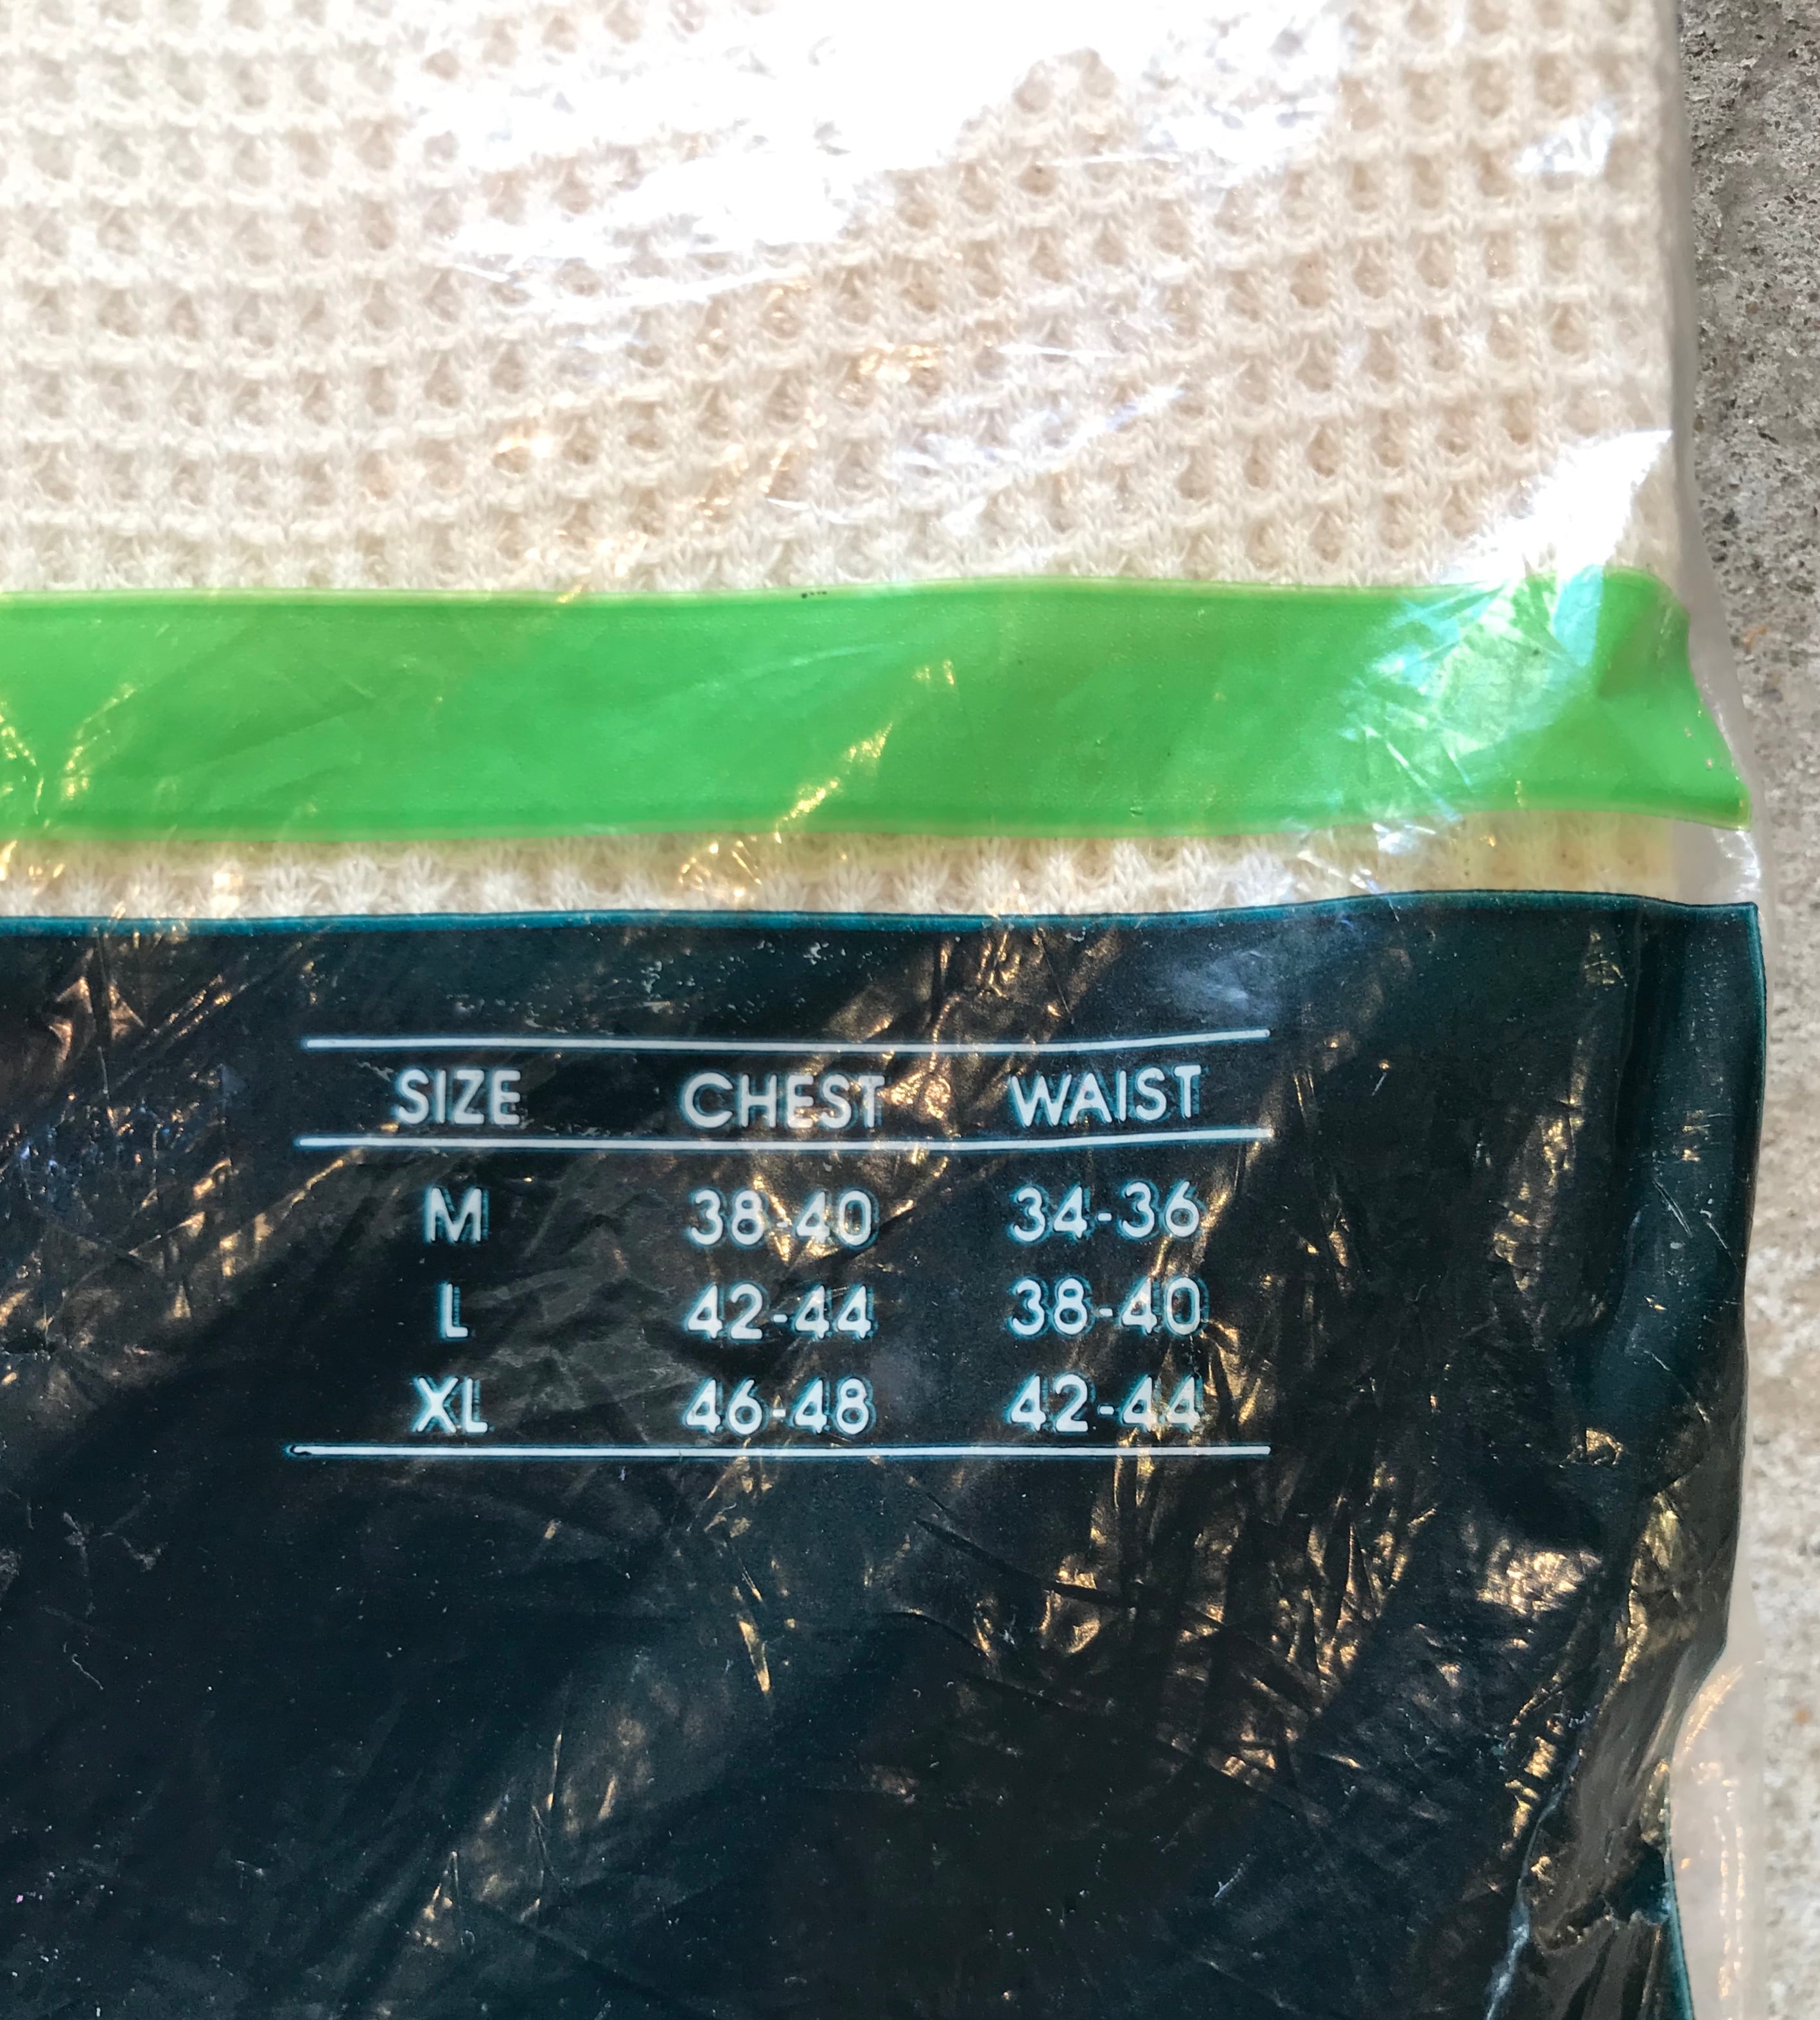 SIZE CHEST WAIST
M 38-40 34-36
L 42-44 38-40
XL 46-48 42-44